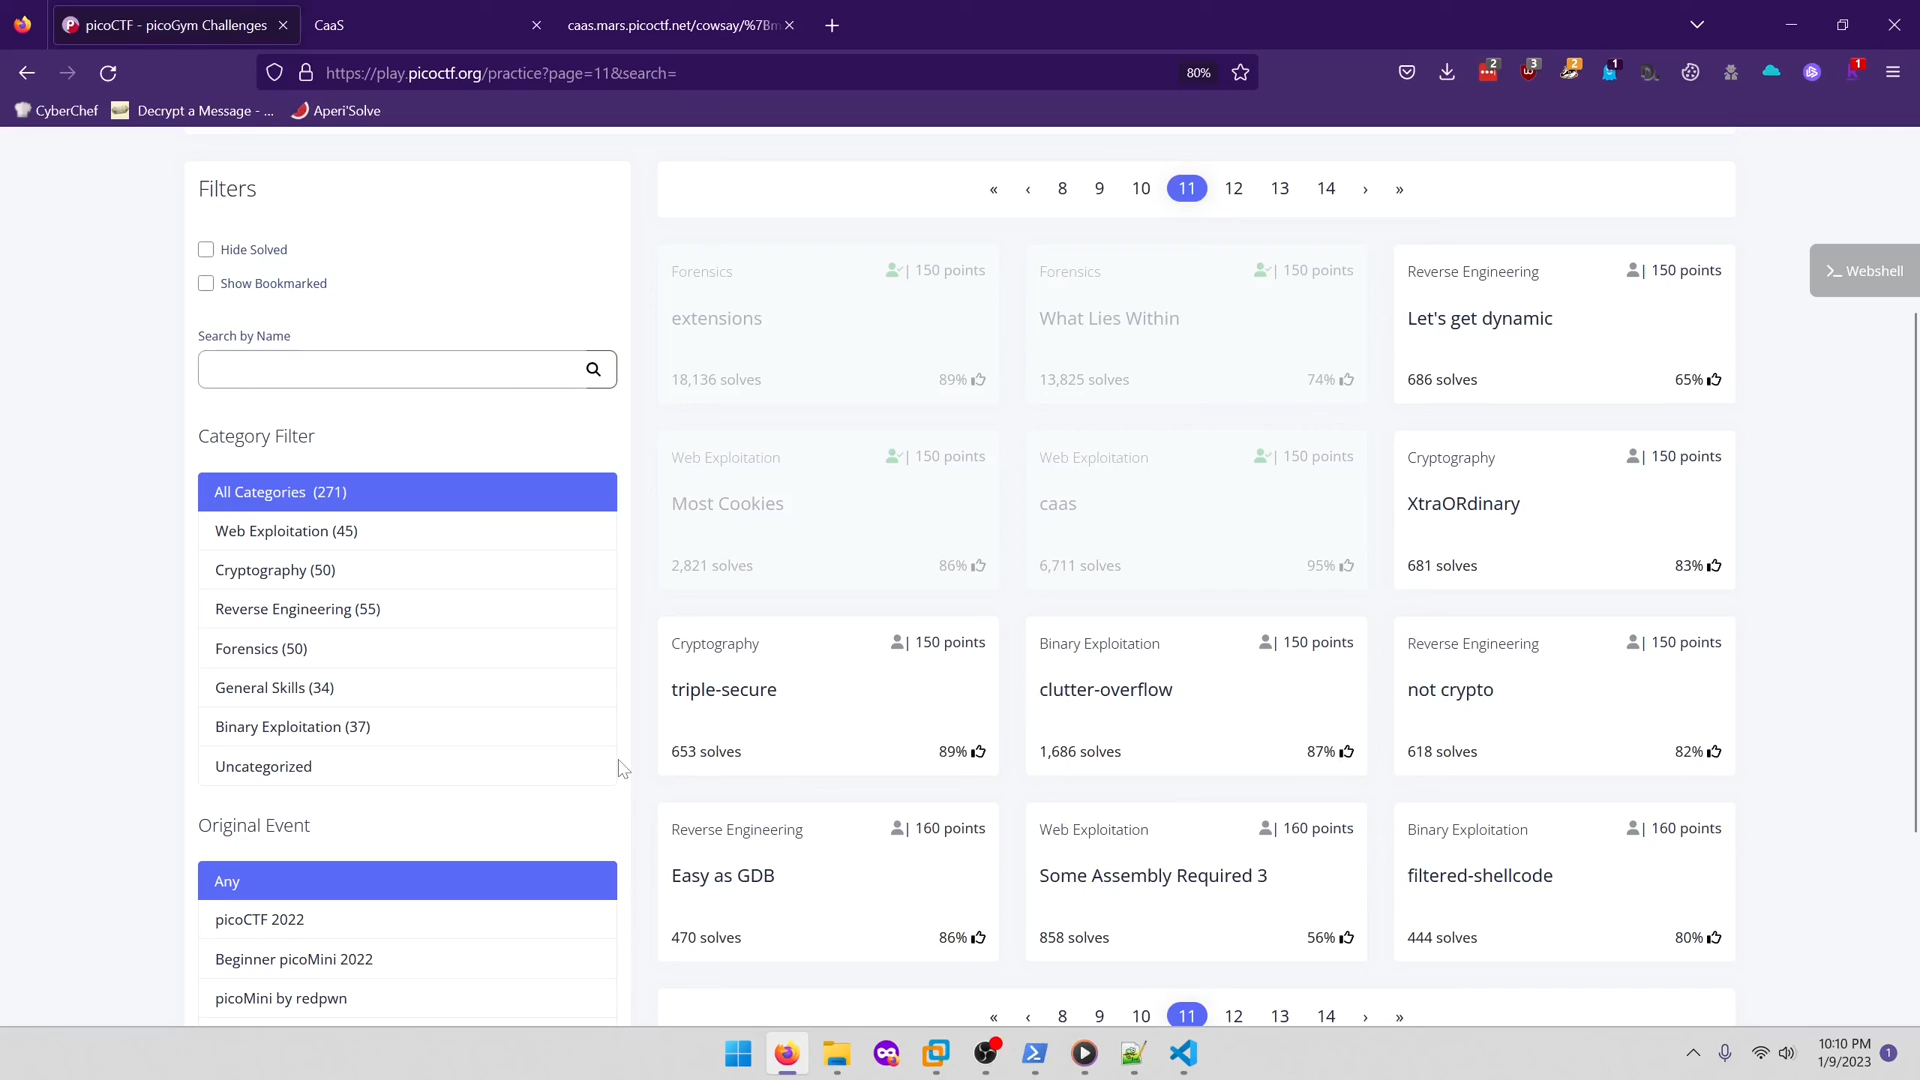 picoCTF - picoGym Challenges
CaaS
caas.mars.picoctf.net/cowsay/%7Bm
https://play.picoctf.org/practice?page=11&search=
80%
2
3
2
1
1
CyberChef
Decrypt a Message - ...
Aperi'Solve
Filters
Hide Solved
Show Bookmarked
Search by Name
Category Filter
All Categories (271)
Web Exploitation (45)
Cryptography (50)
Reverse Engineering (55)
Forensics (50)
General Skills (34)
Binary Exploitation (37)
Uncategorized
Original Event
Any
picoCTF 2022
Beginner picoMini 2022
picoMini by redpwn
« ‹ 8 9 10 11 12 13 14 › »
Forensics | 150 points
extensions
18,136 solves 89%
Forensics | 150 points
What Lies Within
13,825 solves 74%
Reverse Engineering | 150 points
Let's get dynamic
686 solves 65%
Web Exploitation | 150 points
Most Cookies
2,821 solves 86%
Web Exploitation | 150 points
caas
6,711 solves 95%
Cryptography | 150 points
XtraORdinary
681 solves 83%
Cryptography | 150 points
triple-secure
653 solves 89%
Binary Exploitation | 150 points
clutter-overflow
1,686 solves 87%
Reverse Engineering | 150 points
not crypto
618 solves 82%
Reverse Engineering | 160 points
Easy as GDB
470 solves 86%
Web Exploitation | 160 points
Some Assembly Required 3
858 solves 56%
Binary Exploitation | 160 points
filtered-shellcode
444 solves 80%
« ‹ 8 9 10 11 12 13 14 › »
>_ Webshell
10:10 PM
1/9/2023
1